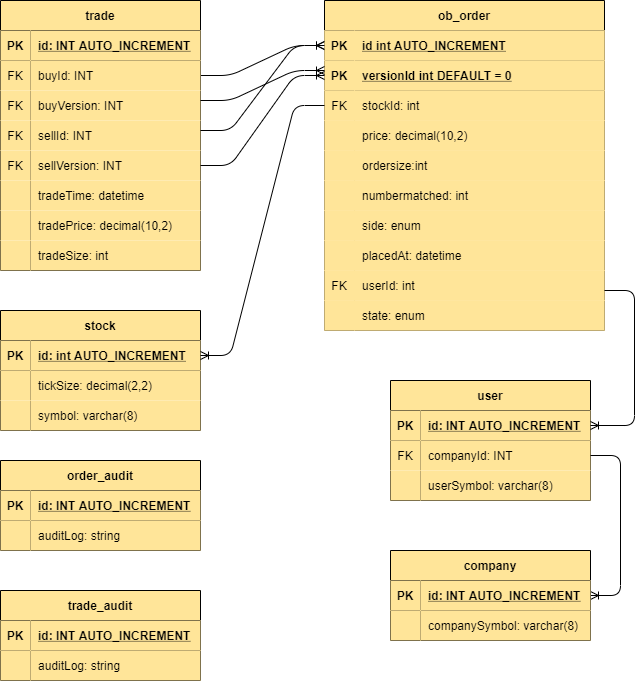 trade
PK id: INT AUTO_INCREMENT
FK buyId: INT
FK buyVersion: INT
FK sellId: INT
FK sellVersion: INT
tradeTime: datetime
tradePrice: decimal(10,2)
tradeSize: int
ob_order
PK id int AUTO_INCREMENT
PK versionId int DEFAULT = 0
FK stockId: int
price: decimal(10,2)
ordersize:int
numbermatched: int
side: enum
placedAt: datetime
FK userId: int
state: enum
stock
PK id: int AUTO_INCREMENT
tickSize: decimal(2,2)
symbol: varchar(8)
user
PK id: INT AUTO_INCREMENT
FK companyId: INT
userSymbol: varchar(8)
order_audit
PK id: INT AUTO_INCREMENT
auditLog: string
company
PK id: INT AUTO_INCREMENT
companySymbol: varchar(8)
trade_audit
PK id: INT AUTO_INCREMENT
auditLog: string